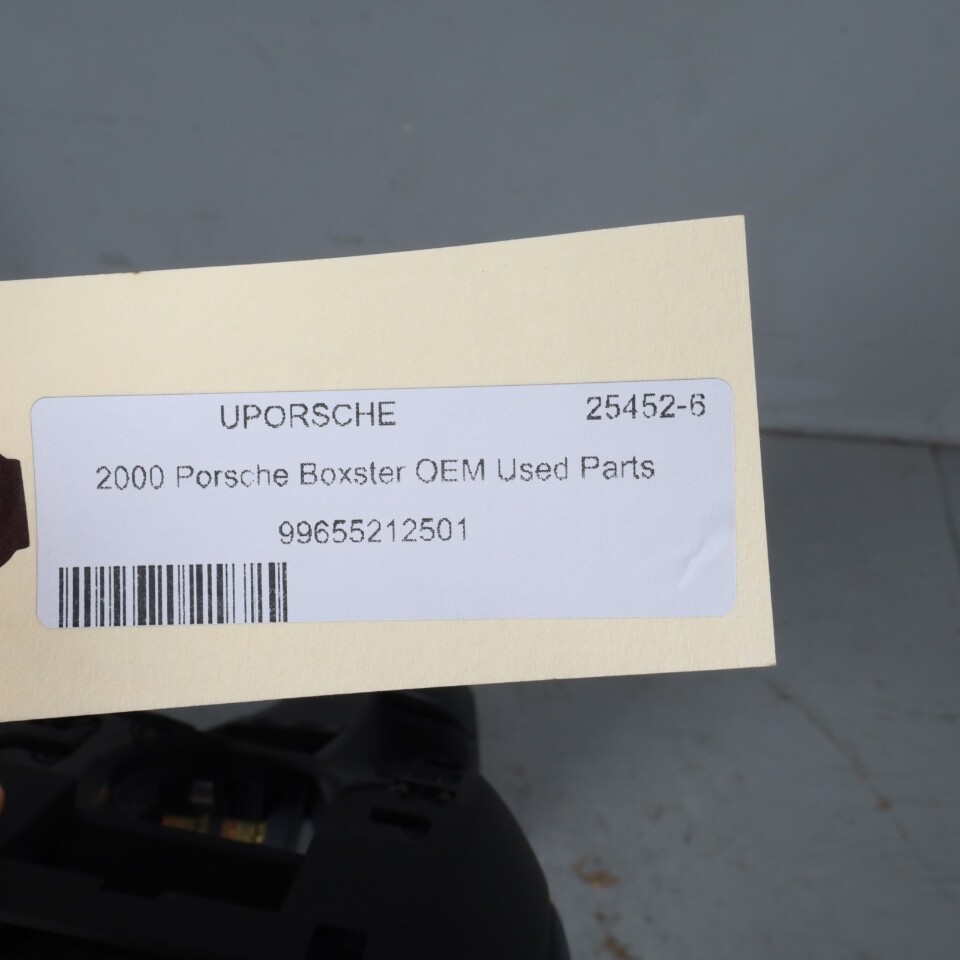 UPORSCHE 25452-6
2000 Porsche Boxster OEM Used Parts
99655212501